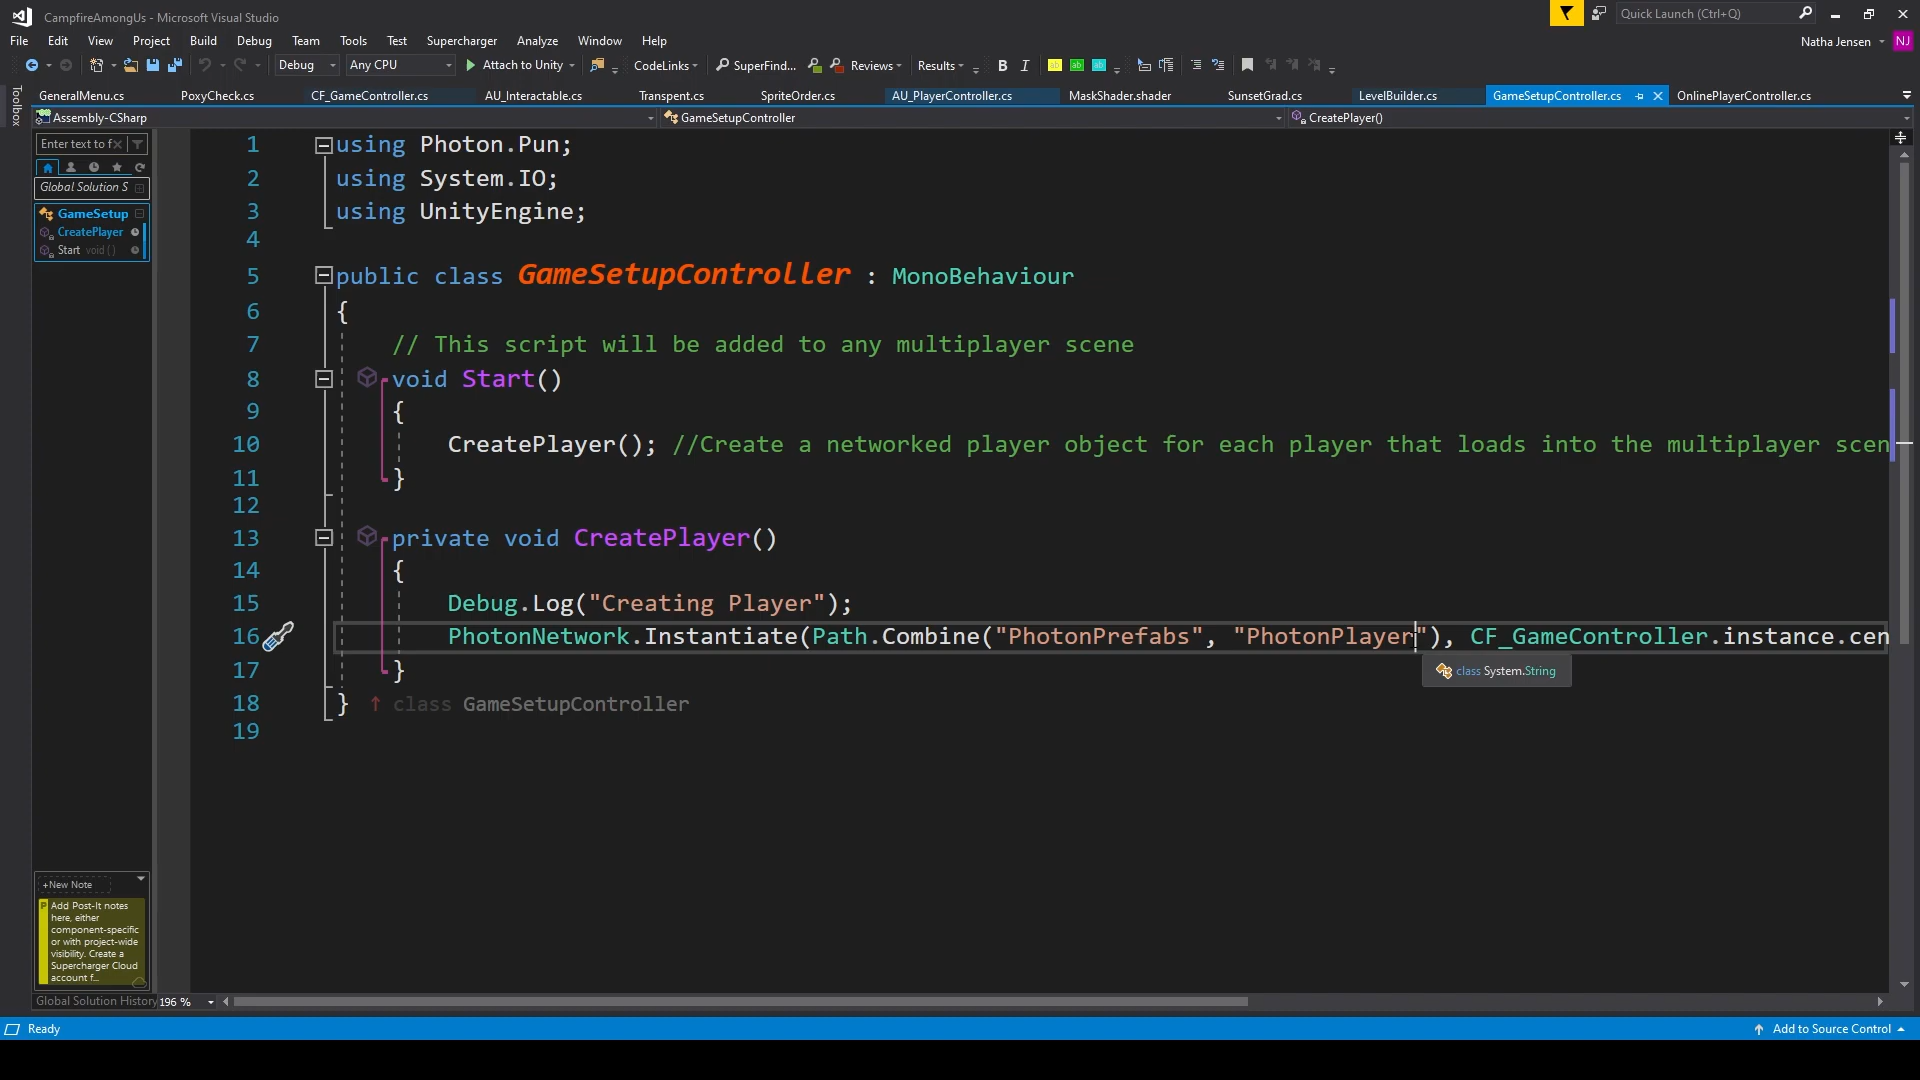 CampfireAmongUs - Microsoft Visual Studio
Quick Launch (Ctrl+Q)
File Edit View Project Build Debug Team Tools Test Supercharger Analyze Window Help
Natha Jensen NJ
Debug Any CPU Attach to Unity CodeLinks SuperFind... Reviews Results B I ab ab ab
Toolbox
GeneralMenu.cs PoxyCheck.cs CF_GameController.cs AU_Interactable.cs Transpent.cs SpriteOrder.cs AU_PlayerController.cs MaskShader.shader SunsetGrad.cs LevelBuilder.cs GameSetupController.cs OnlinePlayerController.cs
Assembly-CSharp GameSetupController CreatePlayer()
Enter text to f
Global Solution S
GameSetup
CreatePlayer
Start void ( )
1 using Photon.Pun;
2 using System.IO;
3 using UnityEngine;
4
5 public class GameSetupController : MonoBehaviour
6 {
7 // This script will be added to any multiplayer scene
8 void Start()
9 {
10 CreatePlayer(); //Create a networked player object for each player that loads into the multiplayer scen
11 }
12
13 private void CreatePlayer()
14 {
15 Debug.Log("Creating Player");
16 PhotonNetwork.Instantiate(Path.Combine("PhotonPrefabs", "PhotonPlayer"), CF_GameController.instance.cen
class System.String
17 }
18 } ↑ class GameSetupController
19
+New Note
P Add Post-It notes
here, either
component-specific
or with project-wide
visibility. Create a
Supercharger Cloud
account f...
Global Solution History 196 %
Ready
Add to Source Control